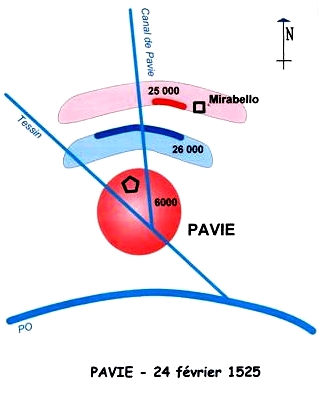 Canal de Pavie
N
25 000
Mirabello
Tessin
26 000
6000
PAVIE
PO
PAVIE - 24 février 1525